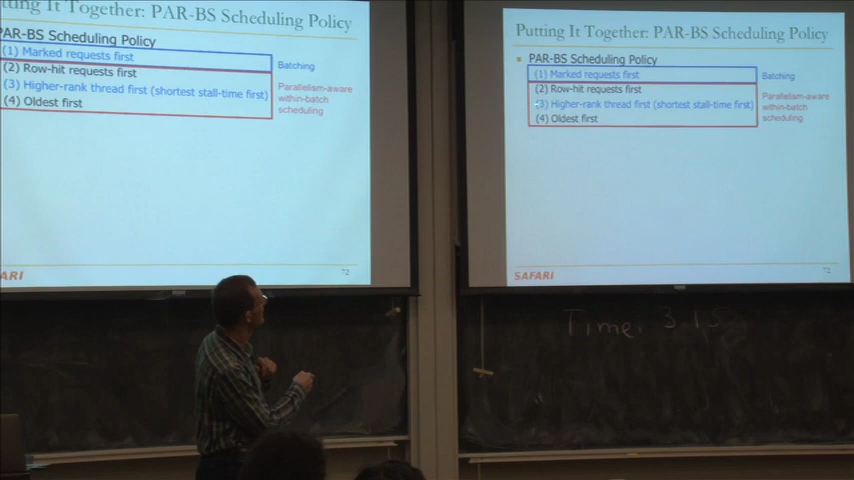 tting It Together: PAR-BS Scheduling Policy
PAR-BS Scheduling Policy
(1) Marked requests first
(2) Row-hit requests first
(3) Higher-rank thread first (shortest stall-time first)
(4) Oldest first
Batching
Parallelism-aware
within-batch
scheduling
ARI
72
Putting It Together: PAR-BS Scheduling Policy
PAR-BS Scheduling Policy
(1) Marked requests first
(2) Row-hit requests first
(3) Higher-rank thread first (shortest stall-time first)
(4) Oldest first
Batching
Parallelism-aware
within-batch
scheduling
SAFARI
72
Time, 3.15